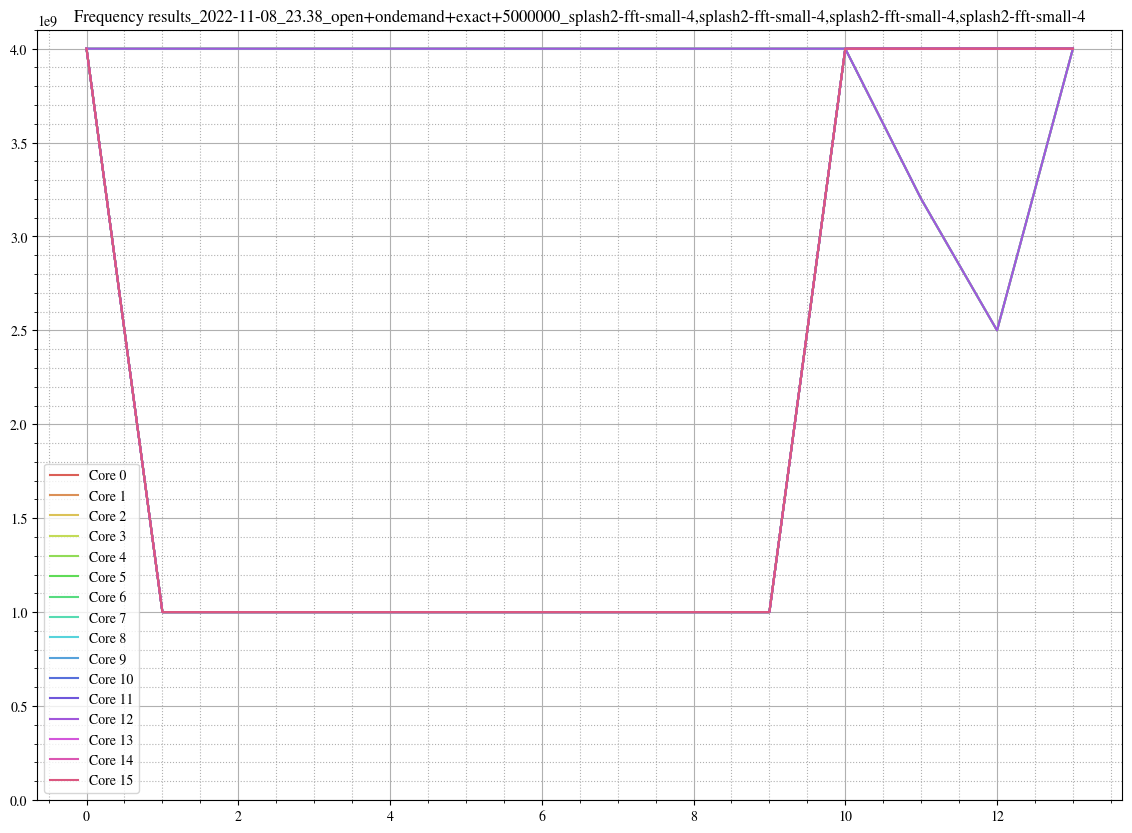 Frequency results_2022-11-08_23.38_open+ondemand+exact+5000000_splash2-fft-small-4,splash2-fft-small-4,splash2-fft-small-4,splash2-fft-small-4
1e9
4.0
3.5
3.0
2.5
2.0
1.5
1.0
0.5
0.0
Core 0
Core 1
Core 2
Core 3
Core 4
Core 5
Core 6
Core 7
Core 8
Core 9
Core 10
Core 11
Core 12
Core 13
Core 14
Core 15
0 2 4 6 8 10 12